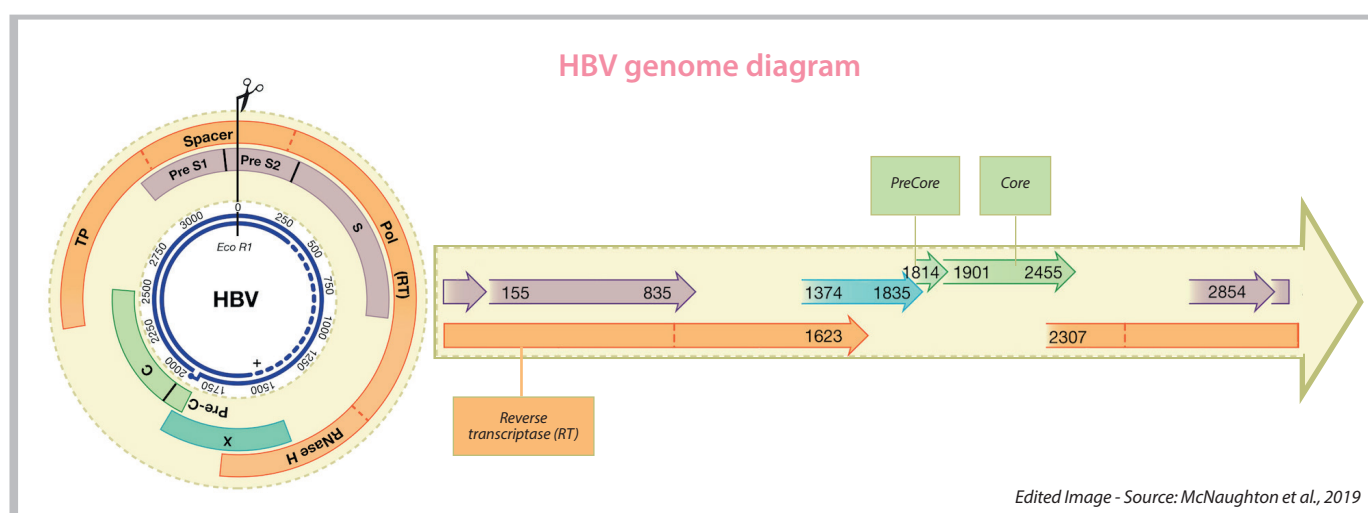 HBV genome diagram
Spacer
Pre S1
Pre S2
S
TP
Pol
(RT)
RNase H
X
Pre-C
C
0
250
500
750
1000
1250
1500
1750
2000
2250
2500
2750
3000
Eco R1
HBV
+
PreCore
Core
1814
1901
2455
155
835
1374
1835
2854
1623
2307
Reverse
transcriptase (RT)
Edited Image - Source: McNaughton et al., 2019